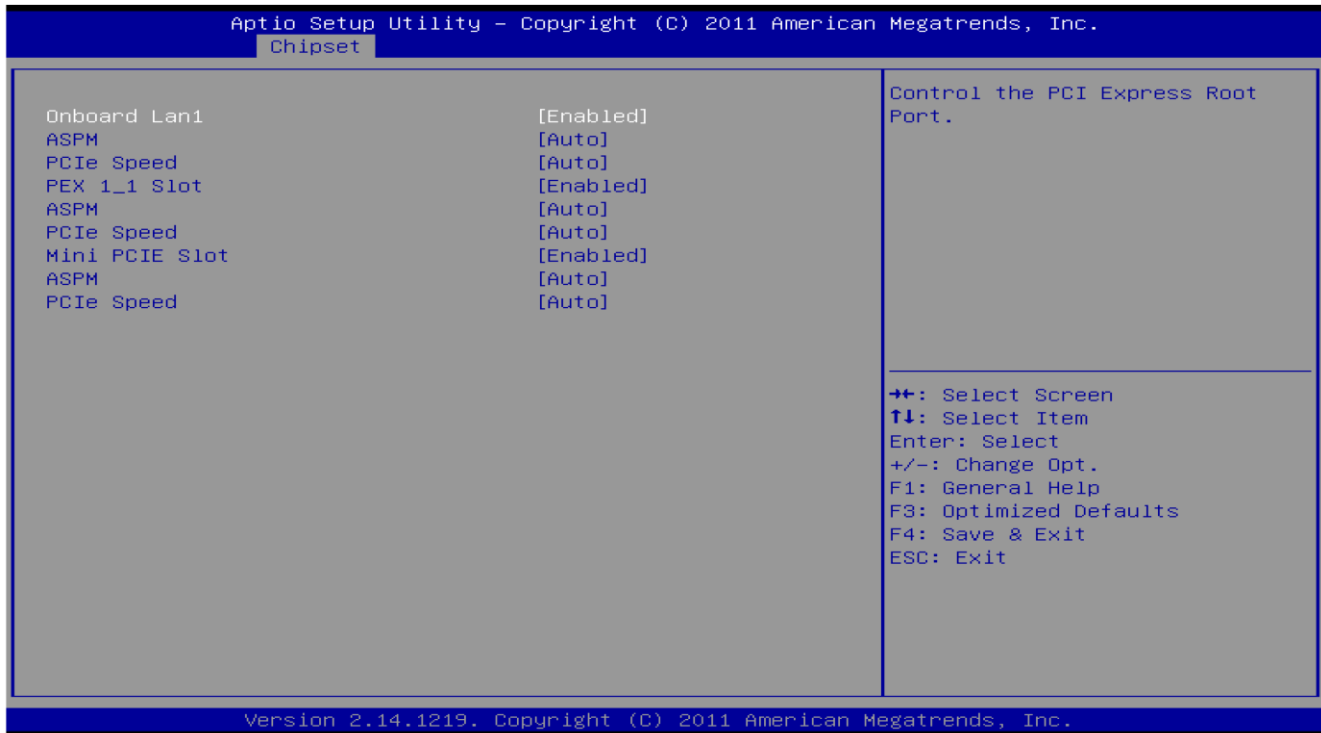 Aptio Setup Utility – Copyright (C) 2011 American Megatrends, Inc.
Chipset
Onboard Lan1 [Enabled]
ASPM [Auto]
PCIe Speed [Auto]
PEX 1_1 Slot [Enabled]
ASPM [Auto]
PCIe Speed [Auto]
Mini PCIE Slot [Enabled]
ASPM [Auto]
PCIe Speed [Auto]
Control the PCI Express Root
Port.
→←: Select Screen
↑↓: Select Item
Enter: Select
+/-: Change Opt.
F1: General Help
F3: Optimized Defaults
F4: Save & Exit
ESC: Exit
Version 2.14.1219. Copyright (C) 2011 American Megatrends, Inc.